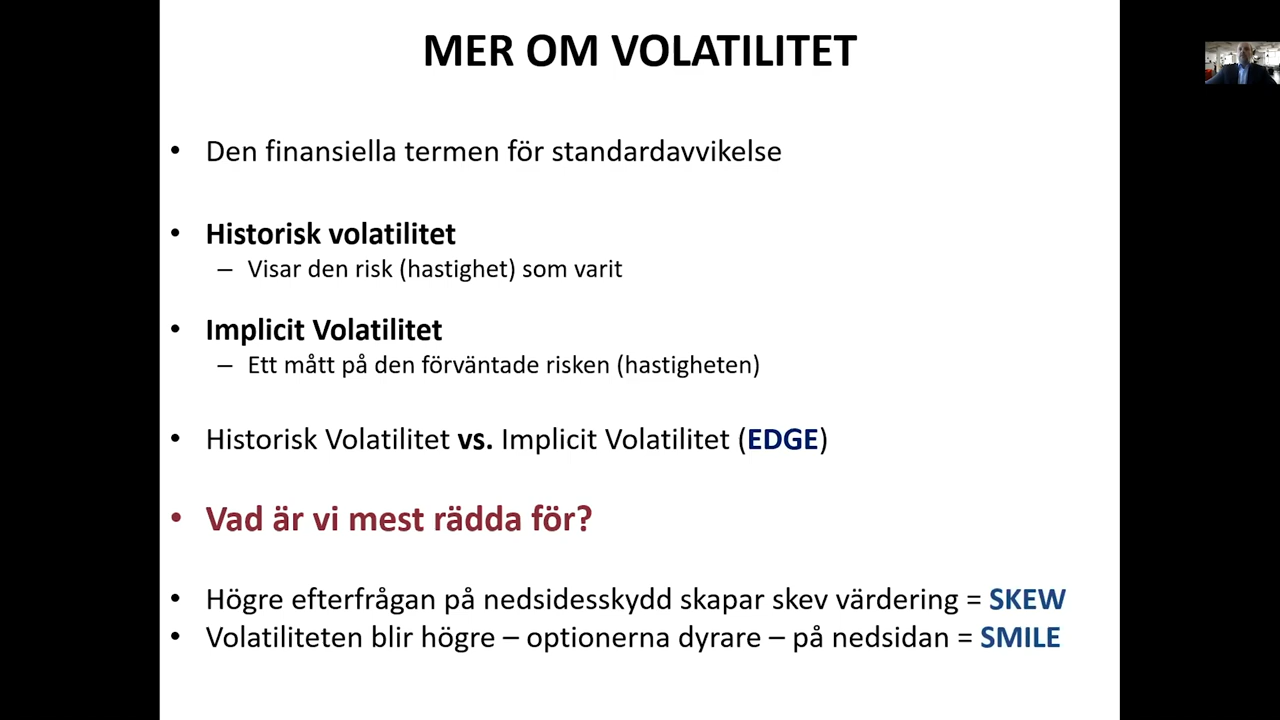 MER OM VOLATILITET
• Den finansiella termen för standardavvikelse
• Historisk volatilitet
– Visar den risk (hastighet) som varit
• Implicit Volatilitet
– Ett mått på den förväntade risken (hastigheten)
• Historisk Volatilitet vs. Implicit Volatilitet (EDGE)
• Vad är vi mest rädda för?
• Högre efterfrågan på nedsidesskydd skapar skev värdering = SKEW
• Volatiliteten blir högre – optionerna dyrare – på nedsidan = SMILE